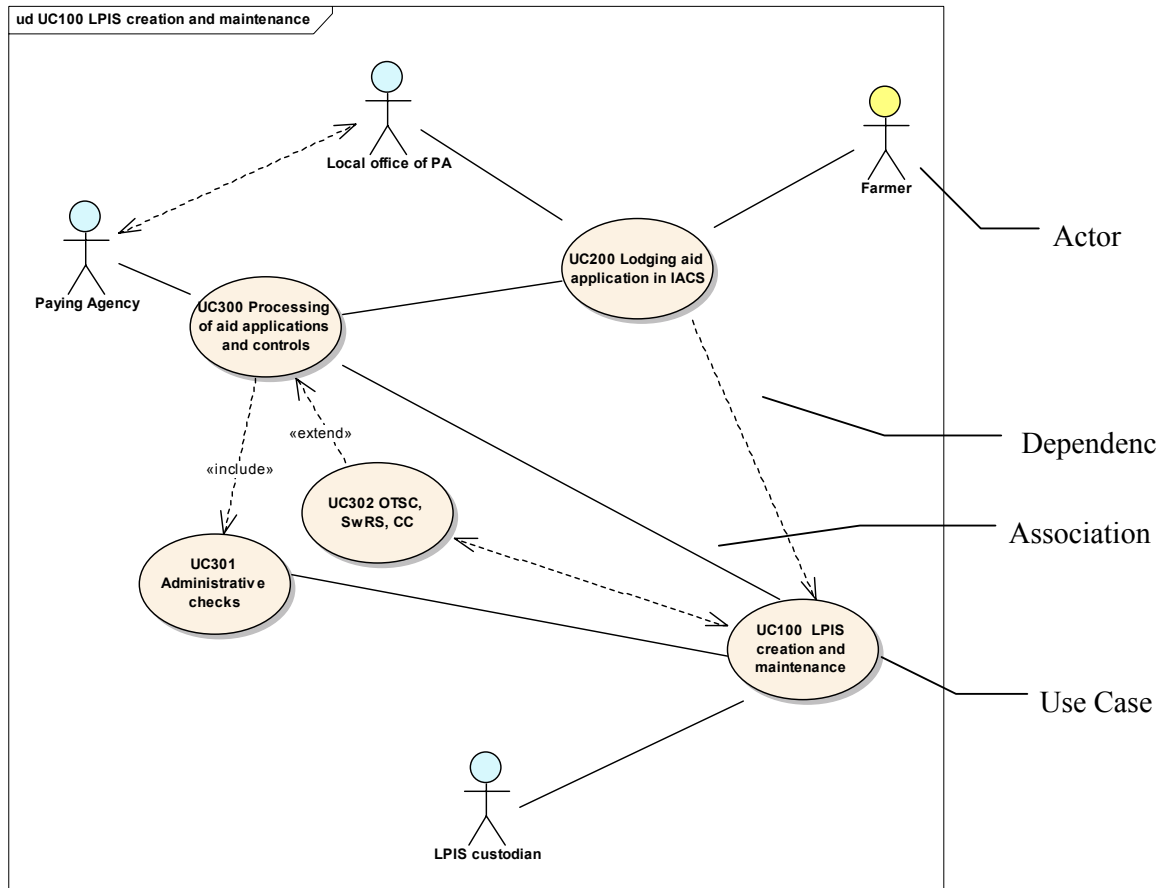 ud UC100 LPIS creation and maintenance
Local office of PA
Farmer
Actor
Paying Agency
UC200 Lodging aid
application in IACS
UC300 Processing
of aid applications
and controls
«extend»
Dependenc
«include»
UC302 OTSC,
SwRS, CC
Association
UC301
Administrative
checks
UC100 LPIS
creation and
maintenance
Use Case
LPIS custodian